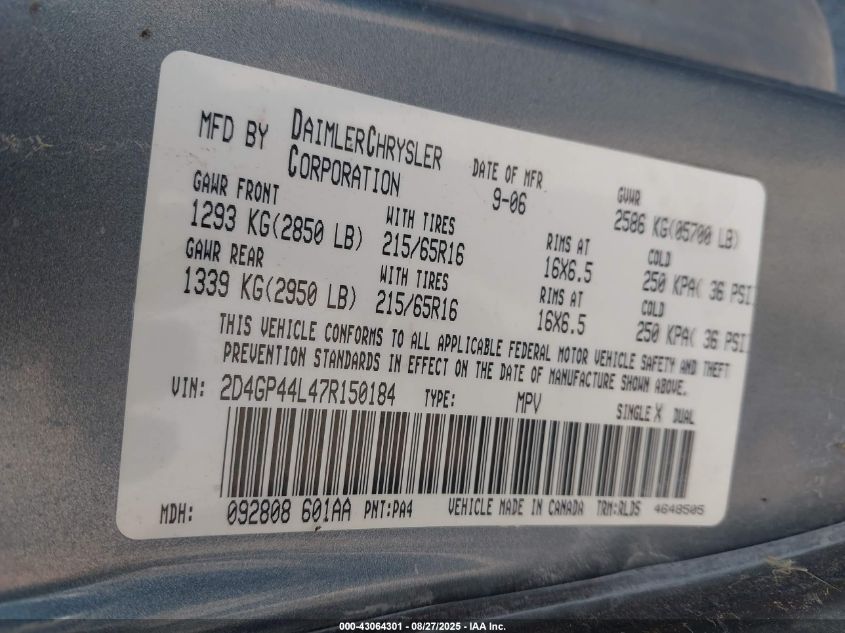 MFD BY DAIMLERCHRYSLER CORPORATION
DATE OF MFR 9-06
GVWR 2586 KG(05700 LB)
GAWR FRONT WITH TIRES RIMS AT COLD
1293 KG(2850 LB) 215/65R16 16X6.5 250 KPA( 36 PSI)
GAWR REAR WITH TIRES RIMS AT COLD
1339 KG(2950 LB) 215/65R16 16X6.5 250 KPA( 36 PSI)
THIS VEHICLE CONFORMS TO ALL APPLICABLE FEDERAL MOTOR VEHICLE SAFETY AND THEFT
PREVENTION STANDARDS IN EFFECT ON THE DATE OF MANUFACTURE SHOWN ABOVE.
VIN: 2D4GP44L47R150184 TYPE: MPV SINGLE X DUAL
MDH: 092808 601AA PNT:PA4 VEHICLE MADE IN CANADA TRM:RLD5 4648505
000-43064301 - 08/27/2025 - IAA Inc.